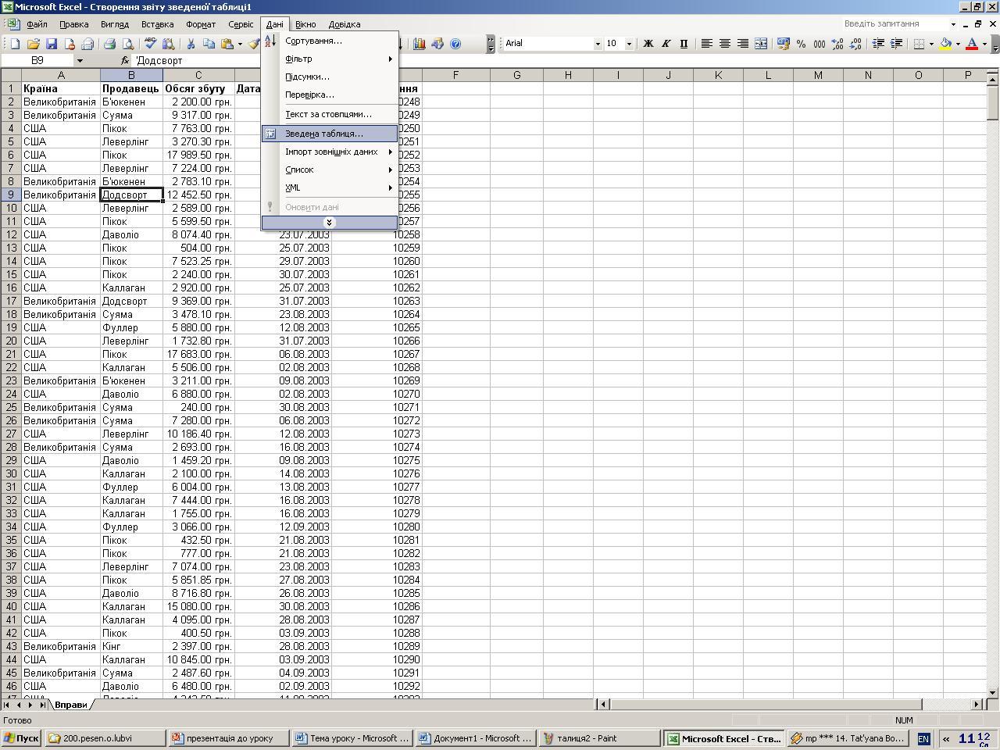 Microsoft Excel - Створення звіту зведеної таблиці1
Файл Правка Вигляд Вставка Формат Сервіс Дані Вікно Довідка Введіть запитання
Arial 10 Ж К П % 000
B9 fx 'Додсворт
A B C F G H I J K L M N O P
1 Країна Продавець Обсяг збуту Дата ння
2 Великобританія Б'юкенен 2 200.00 грн. 10248
3 Великобританія Суяма 9 317.00 грн. 10249
4 США Пікок 7 763.00 грн. 10250
5 США Леверлінг 3 270.30 грн. 10251
6 США Пікок 17 989.50 грн. 10252
7 США Леверлінг 7 224.00 грн. 10253
8 Великобританія Б'юкенен 2 783.10 грн. 10254
9 Великобританія Додсворт 12 452.50 грн. 10255
10 США Леверлінг 2 589.00 грн. 10256
11 США Пікок 5 599.50 грн. 10257
12 США Даволіо 8 074.40 грн. 23.07.2003 10258
13 США Пікок 504.00 грн. 25.07.2003 10259
14 США Пікок 7 523.25 грн. 29.07.2003 10260
15 США Пікок 2 240.00 грн. 30.07.2003 10261
16 США Каллаган 2 920.00 грн. 25.07.2003 10262
17 Великобританія Додсворт 9 369.00 грн. 31.07.2003 10263
18 Великобританія Суяма 3 478.10 грн. 23.08.2003 10264
19 США Фуллер 5 880.00 грн. 12.08.2003 10265
20 США Леверлінг 1 732.80 грн. 31.07.2003 10266
21 США Пікок 17 683.00 грн. 06.08.2003 10267
22 США Каллаган 5 506.00 грн. 02.08.2003 10268
23 Великобританія Б'юкенен 3 211.00 грн. 09.08.2003 10269
24 США Даволіо 6 880.00 грн. 02.08.2003 10270
25 Великобританія Суяма 240.00 грн. 30.08.2003 10271
26 Великобританія Суяма 7 280.00 грн. 06.08.2003 10272
27 США Леверлінг 10 186.40 грн. 12.08.2003 10273
28 Великобританія Суяма 2 693.00 грн. 16.08.2003 10274
29 США Даволіо 1 459.20 грн. 09.08.2003 10275
30 США Каллаган 2 100.00 грн. 14.08.2003 10276
31 США Фуллер 6 004.00 грн. 13.08.2003 10277
32 США Каллаган 7 444.00 грн. 16.08.2003 10278
33 США Каллаган 1 755.00 грн. 16.08.2003 10279
34 США Фуллер 3 066.00 грн. 12.09.2003 10280
35 США Пікок 432.50 грн. 21.08.2003 10281
36 США Пікок 777.00 грн. 21.08.2003 10282
37 США Леверлінг 7 074.00 грн. 23.08.2003 10283
38 США Пікок 5 851.85 грн. 27.08.2003 10284
39 США Даволіо 8 716.80 грн. 26.08.2003 10285
40 США Каллаган 15 080.00 грн. 30.08.2003 10286
41 США Каллаган 4 095.00 грн. 28.08.2003 10287
42 США Пікок 400.50 грн. 03.09.2003 10288
43 Великобританія Кінг 2 397.00 грн. 28.08.2003 10289
44 США Каллаган 10 845.00 грн. 03.09.2003 10290
45 Великобританія Суяма 2 487.60 грн. 04.09.2003 10291
46 США Даволіо 6 480.00 грн. 02.09.2003 10292
Сортування...
Фільтр
Підсумки...
Перевірка...
Текст за стовпцями...
Зведена таблиця...
Імпорт зовнішніх даних
Список
XML
Оновити дані
Вправи
Готово NUM
Пуск 200.pesen.o.lubvi презентація до уроку Тема уроку - Microsoft ... Документ1 - Microsoft ... талиця2 - Paint Microsoft Excel - Ств... mp *** 14. Tat'yana Bo... EN « 11 12